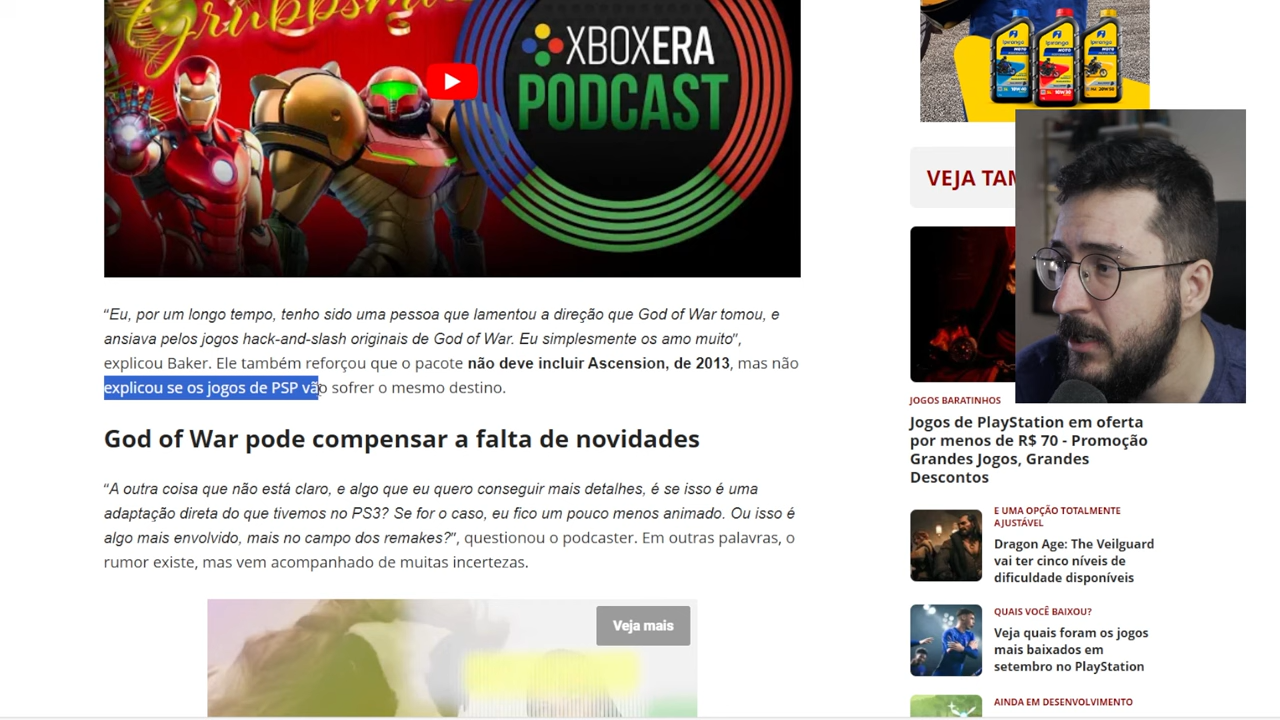 Grubbsmas
XBOXERA
PODCAST
ipiranga
ipiranga
ipiranga
MOTO
MOTO
MOTO
VEJA TAM
“Eu, por um longo tempo, tenho sido uma pessoa que lamentou a direção que God of War tomou, e
ansiava pelos jogos hack-and-slash originais de God of War. Eu simplesmente os amo muito”,
explicou Baker. Ele também reforçou que o pacote não deve incluir Ascension, de 2013, mas não
explicou se os jogos de PSP vão sofrer o mesmo destino.
God of War pode compensar a falta de novidades
“A outra coisa que não está claro, e algo que eu quero conseguir mais detalhes, é se isso é uma
adaptação direta do que tivemos no PS3? Se for o caso, eu fico um pouco menos animado. Ou isso é
algo mais envolvido, mais no campo dos remakes?”, questionou o podcaster. Em outras palavras, o
rumor existe, mas vem acompanhado de muitas incertezas.
Veja mais
JOGOS BARATINHOS
Jogos de PlayStation em oferta
por menos de R$ 70 - Promoção
Grandes Jogos, Grandes
Descontos
E UMA OPÇÃO TOTALMENTE
AJUSTÁVEL
Dragon Age: The Veilguard
vai ter cinco níveis de
dificuldade disponíveis
QUAIS VOCÊ BAIXOU?
Veja quais foram os jogos
mais baixados em
setembro no PlayStation
AINDA EM DESENVOLVIMENTO